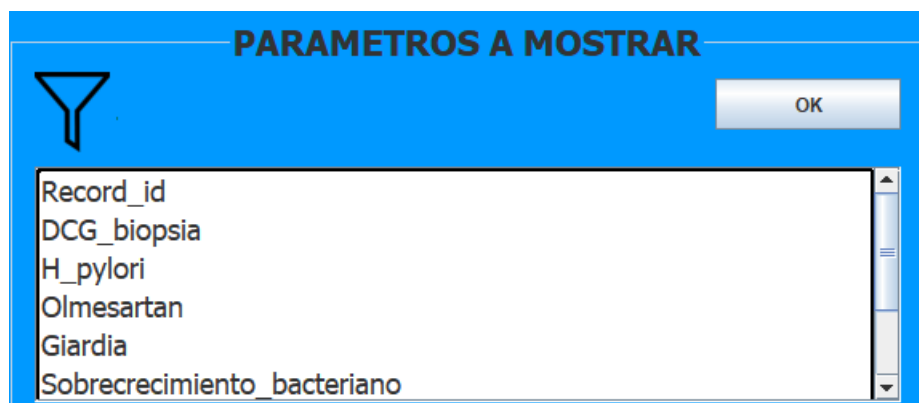 PARAMETROS A MOSTRAR
OK
Record_id
DCG_biopsia
H_pylori
Olmesartan
Giardia
Sobrecrecimiento_bacteriano